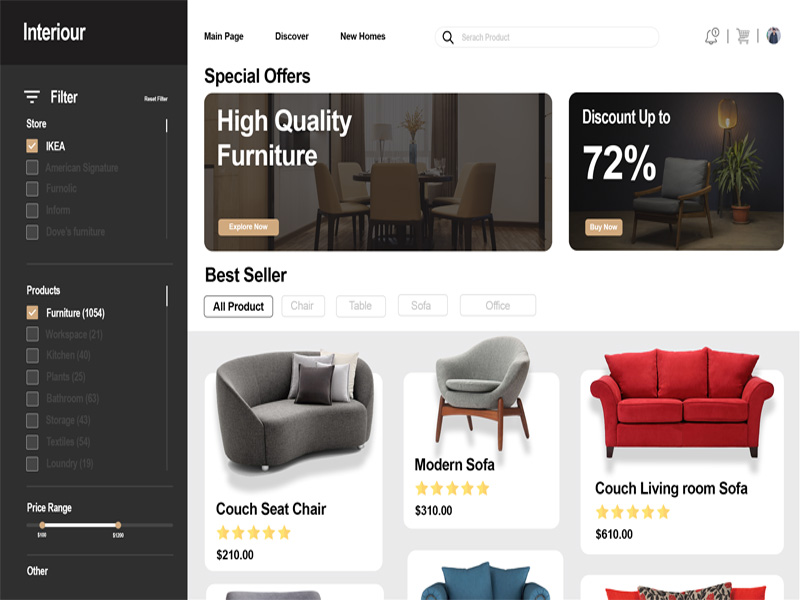 Interiour
Main Page
Discover
New Homes
Serach Product
Filter
Reset Filter
Store
IKEA
American Signature
Furnolic
Inform
Dove's furniture
Products
Furniture (1054)
Workspace (21)
Kitchen (40)
Plants (25)
Bathroom (63)
Storage (43)
Textiles (54)
Loundry (19)
Price Range
$100
$1200
Other
Special Offers
High Quality
Furniture
Explore Now
Discount Up to
72%
Buy Now
Best Seller
All Product
Chair
Table
Sofa
Office
Couch Seat Chair
$210.00
Modern Sofa
$310.00
Couch Living room Sofa
$610.00